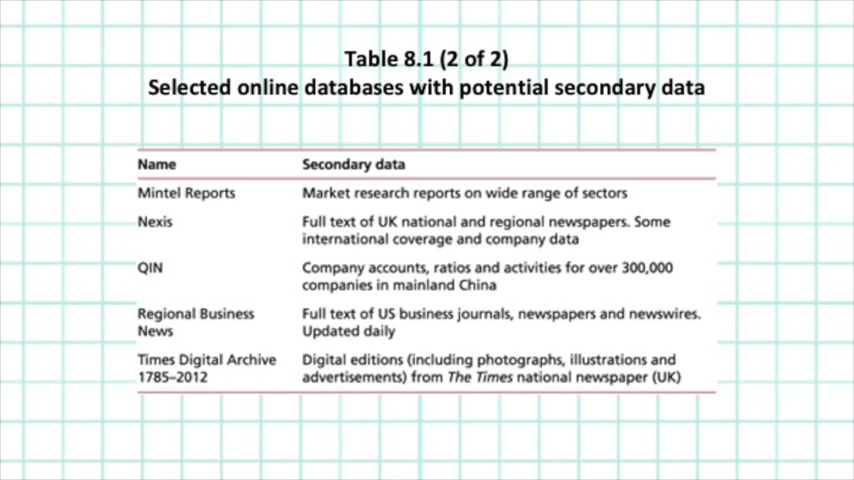 Table 8.1 (2 of 2)
Selected online databases with potential secondary data
Name Secondary data
Mintel Reports Market research reports on wide range of sectors
Nexis Full text of UK national and regional newspapers. Some
international coverage and company data
QIN Company accounts, ratios and activities for over 300,000
companies in mainland China
Regional Business Full text of US business journals, newspapers and newswires.
News Updated daily
Times Digital Archive Digital editions (including photographs, illustrations and
1785–2012 advertisements) from The Times national newspaper (UK)